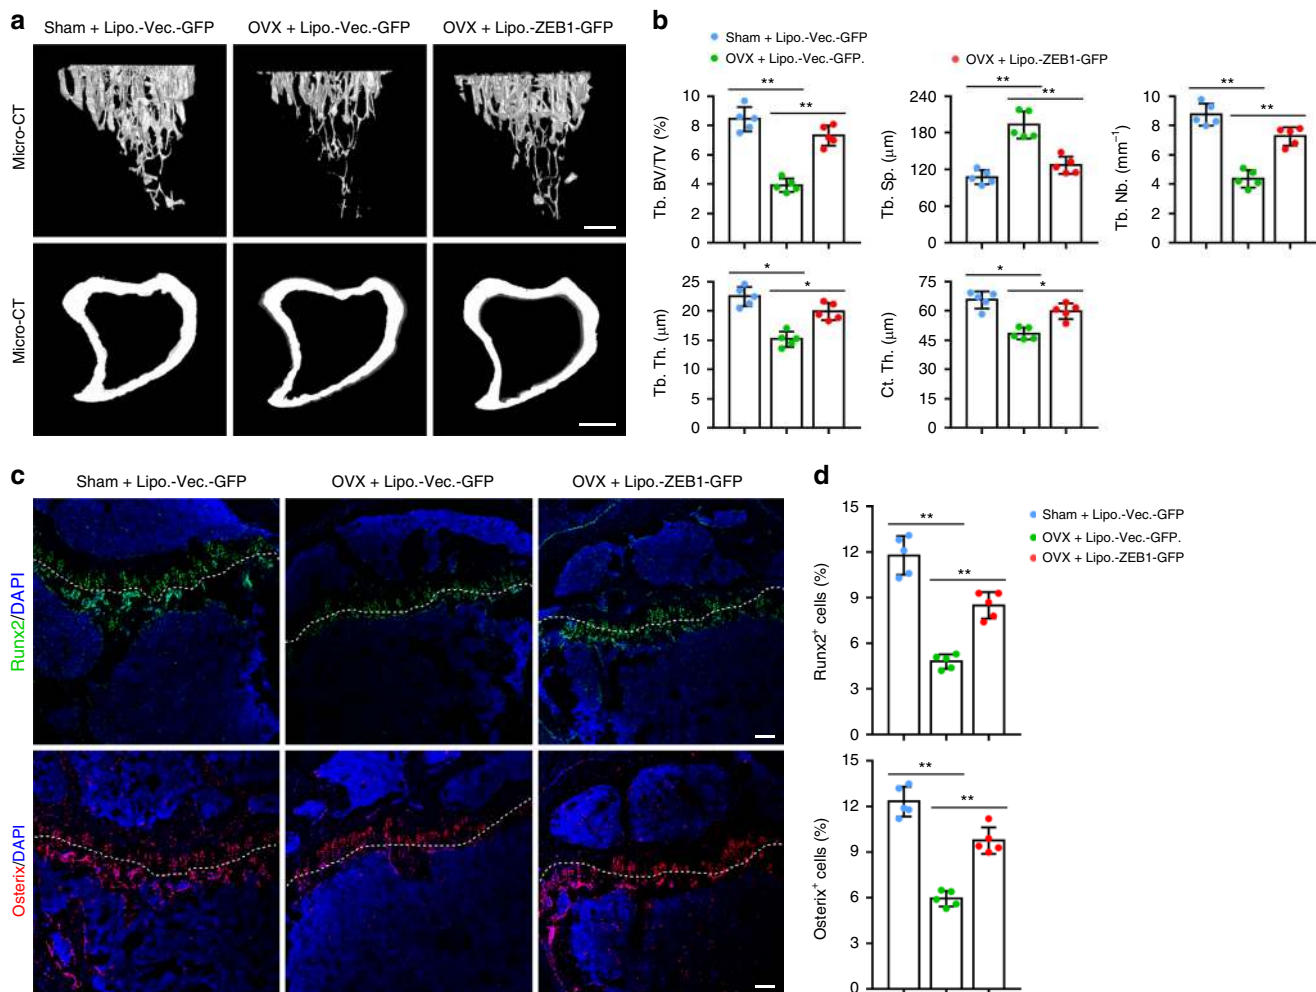 a
Sham + Lipo.-Vec.-GFP
OVX + Lipo.-Vec.-GFP
OVX + Lipo.-ZEB1-GFP
Micro-CT
Micro-CT
b
Sham + Lipo.-Vec-GFP
OVX + Lipo.-Vec-GFP.
OVX + Lipo.-ZEB1-GFP
**
**
10
8
6
4
2
0
Tb. BV/TV (%)
**
**
240
180
120
60
0
Tb. Sp. (μm)
**
**
10
8
6
4
2
0
Tb. Nb. (mm⁻¹)
*
*
25
20
15
10
5
0
Tb. Th. (μm)
*
*
75
60
45
30
15
0
Ct. Th. (μm)
c
Sham + Lipo.-Vec.-GFP
OVX + Lipo.-Vec.-GFP
OVX + Lipo.-ZEB1-GFP
Runx2/DAPI
Osterix/DAPI
d
Sham + Lipo.-Vec-GFP
OVX + Lipo.-Vec-GFP.
OVX + Lipo.-ZEB1-GFP
**
**
15
12
9
6
3
0
Runx2⁺ cells (%)
**
**
15
12
9
6
3
0
Osterix⁺ cells (%)